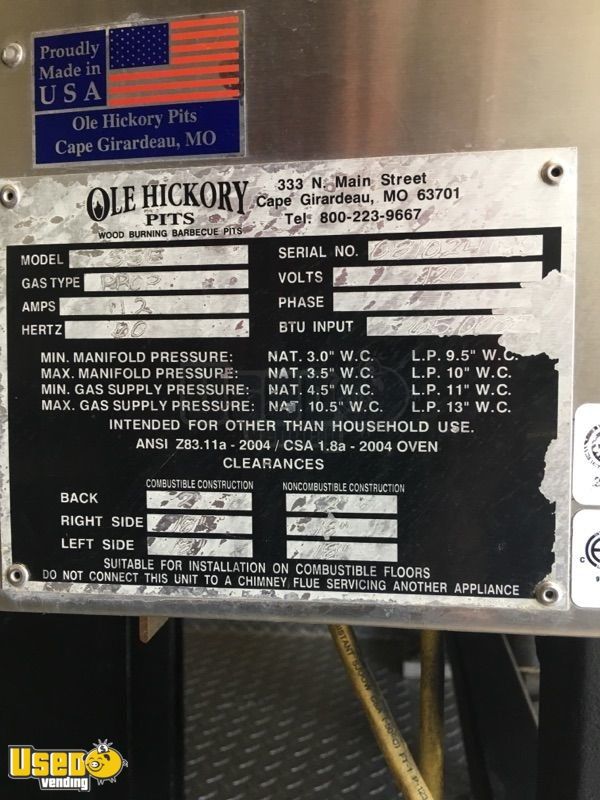 Proudly
Made in
USA
Ole Hickory Pits
Cape Girardeau, MO
OLE HICKORY
PITS
WOOD BURNING BARBECUE PITS
333 N. Main Street
Cape Girardeau, MO 63701
Tel. 800-223-9667
MODEL SSE
SERIAL NO.
GAS TYPE PROP
VOLTS 120
AMPS 12
PHASE
HERTZ 60
BTU INPUT
MIN. MANIFOLD PRESSURE: NAT. 3.0" W.C. L.P. 9.5" W.C.
MAX. MANIFOLD PRESSURE: NAT. 3.5" W.C. L.P. 10" W.C.
MIN. GAS SUPPLY PRESSURE: NAT. 4.5" W.C. L.P. 11" W.C.
MAX. GAS SUPPLY PRESSURE: NAT. 10.5" W.C. L.P. 13" W.C.
INTENDED FOR OTHER THAN HOUSEHOLD USE.
ANSI Z83.11a - 2004 / CSA 1.8a - 2004 OVEN
CLEARANCES
COMBUSTIBLE CONSTRUCTION NONCOMBUSTIBLE CONSTRUCTION
BACK
RIGHT SIDE
LEFT SIDE
SUITABLE FOR INSTALLATION ON COMBUSTIBLE FLOORS
DO NOT CONNECT THIS UNIT TO A CHIMNEY FLUE SERVICING ANOTHER APPLIANCE
Used
vending